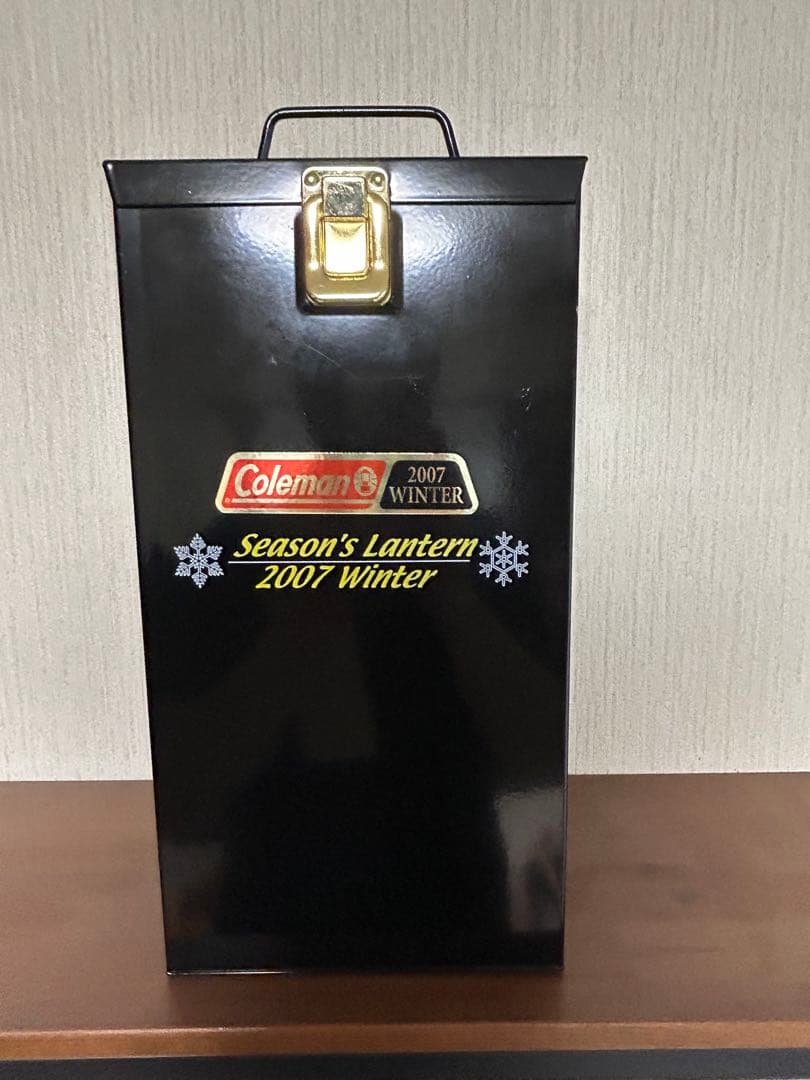 Coleman
2007
WINTER
Season's Lantern
2007 Winter